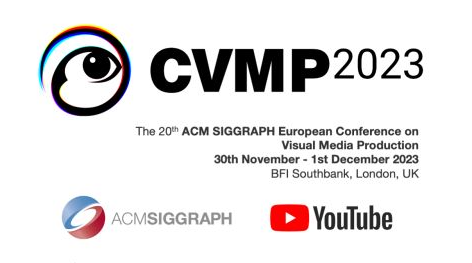 CVMP2023
The 20th ACM SIGGRAPH European Conference on
Visual Media Production
30th November - 1st December 2023
BFI Southbank, London, UK
ACMSIGGRAPH
YouTube